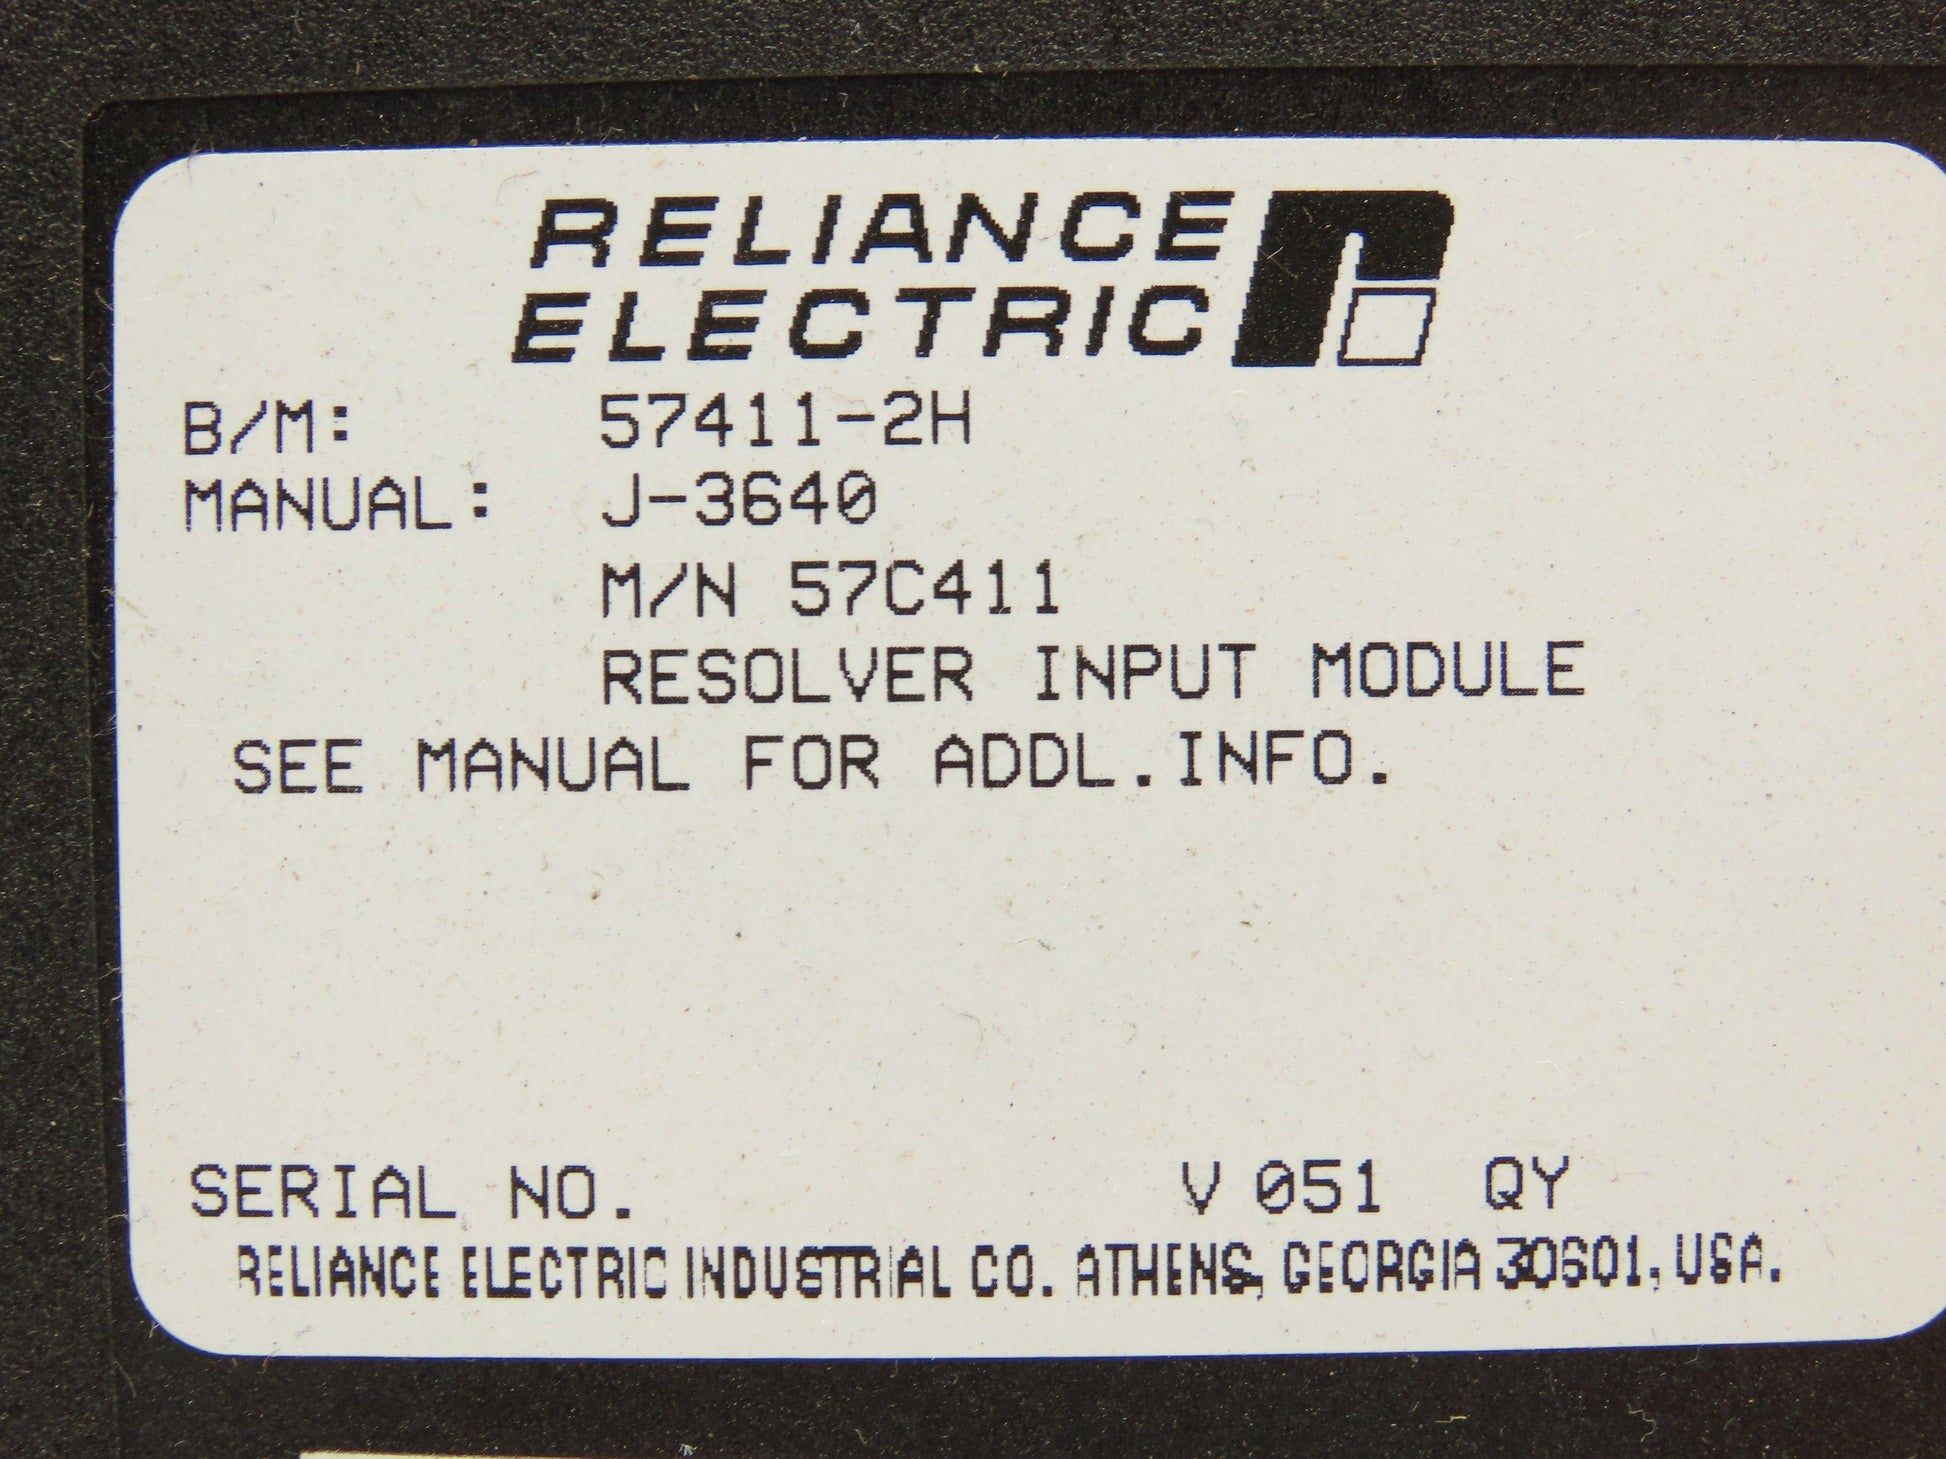 RELIANCE
ELECTRIC
B/M: 57411-2H
MANUAL: J-3640
M/N 57C411
RESOLVER INPUT MODULE
SEE MANUAL FOR ADDL.INFO.
SERIAL NO. V 051 QY
RELIANCE ELECTRIC INDUSTRIAL CO. ATHENS, GEORGIA 30601, USA.